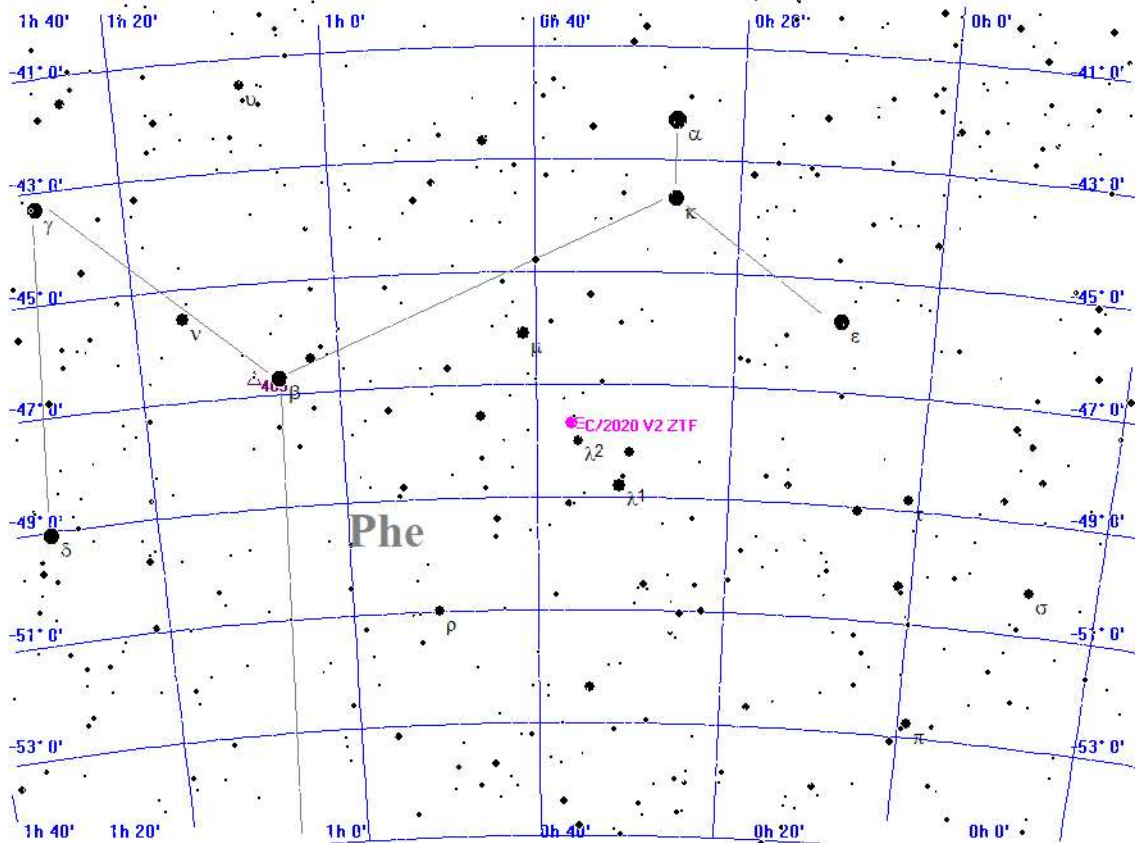 1h 40' 1h 20' 1h 0' 0h 40' 0h 20' 0h 0'
-41° 0' -41° 0'
υ
α
-43° 0' -43° 0'
γ κ
-45° 0' -45° 0'
ν μ ε
β
-47° 0' -47° 0'
C/2020 V2 ZTF
λ2
λ1
-49° 0' Phe τ -49° 0'
δ
σ
ρ
-51° 0' -51° 0'
π
-53° 0' -53° 0'
1h 40' 1h 20' 1h 0' 0h 40' 0h 20' 0h 0'